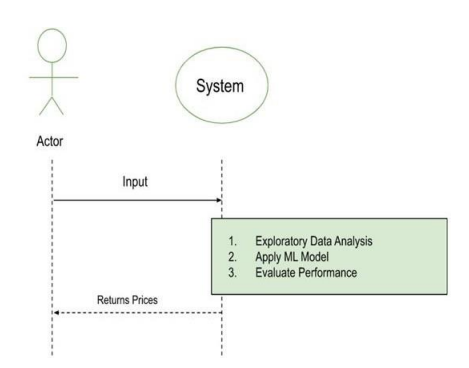 System
Actor
Input
1. Exploratory Data Analysis
2. Apply ML Model
3. Evaluate Performance
Returns Prices